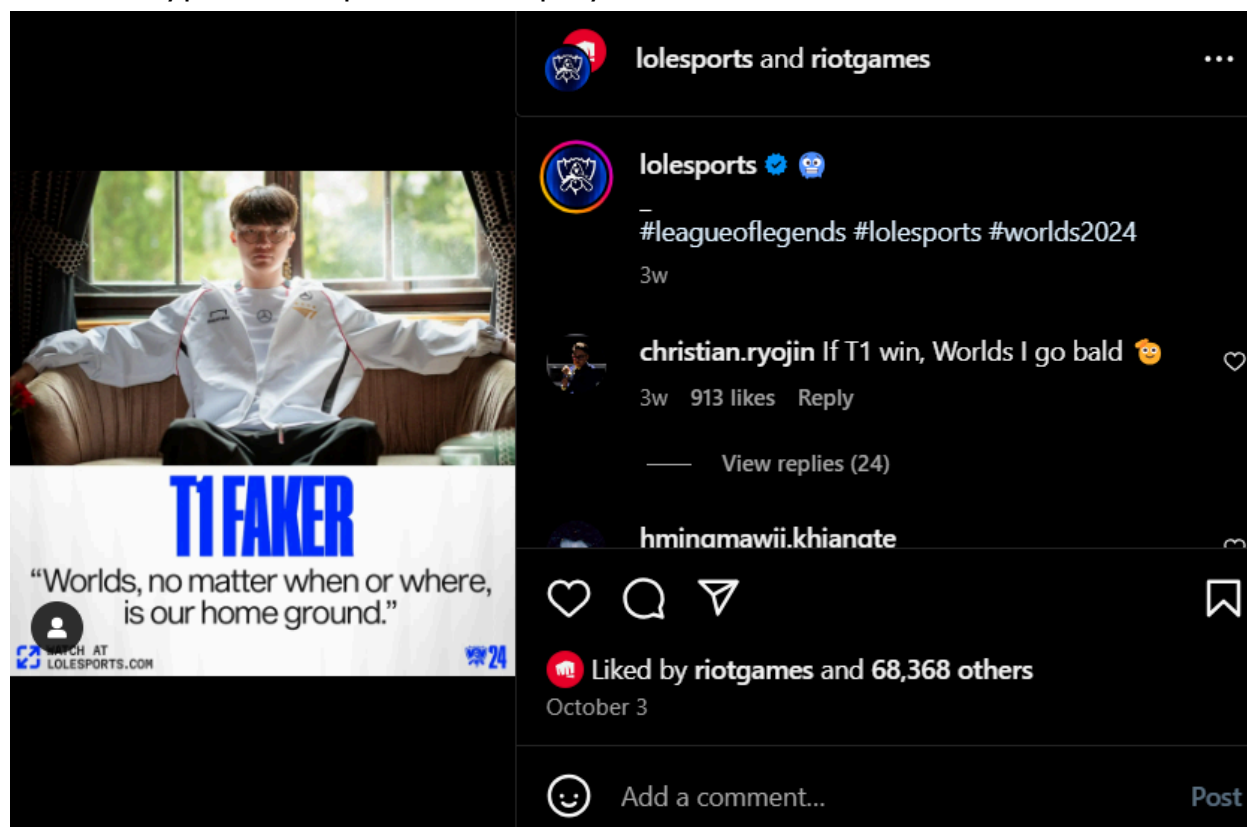 lolesports and riotgames
lolesports
_
#leagueoflegends #lolesports #worlds2024
3w
christian.ryojin If T1 win, Worlds I go bald
3w 913 likes Reply
View replies (24)
hmingmawii.khiangte
T1 FAKER
“Worlds, no matter when or where,
is our home ground.”
WATCH AT
LOLESPORTS.COM
24
Liked by riotgames and 68,368 others
October 3
Add a comment...
Post